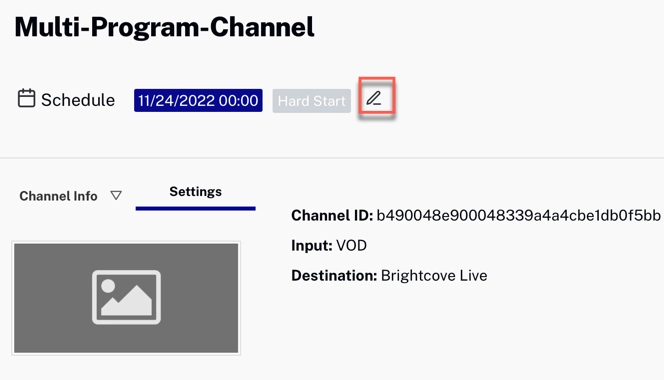 Multi-Program-Channel
Schedule 11/24/2022 00:00 Hard Start
Channel Info Settings
Channel ID: b490048e900048339a4a4cbe1db0f5bb
Input: VOD
Destination: Brightcove Live